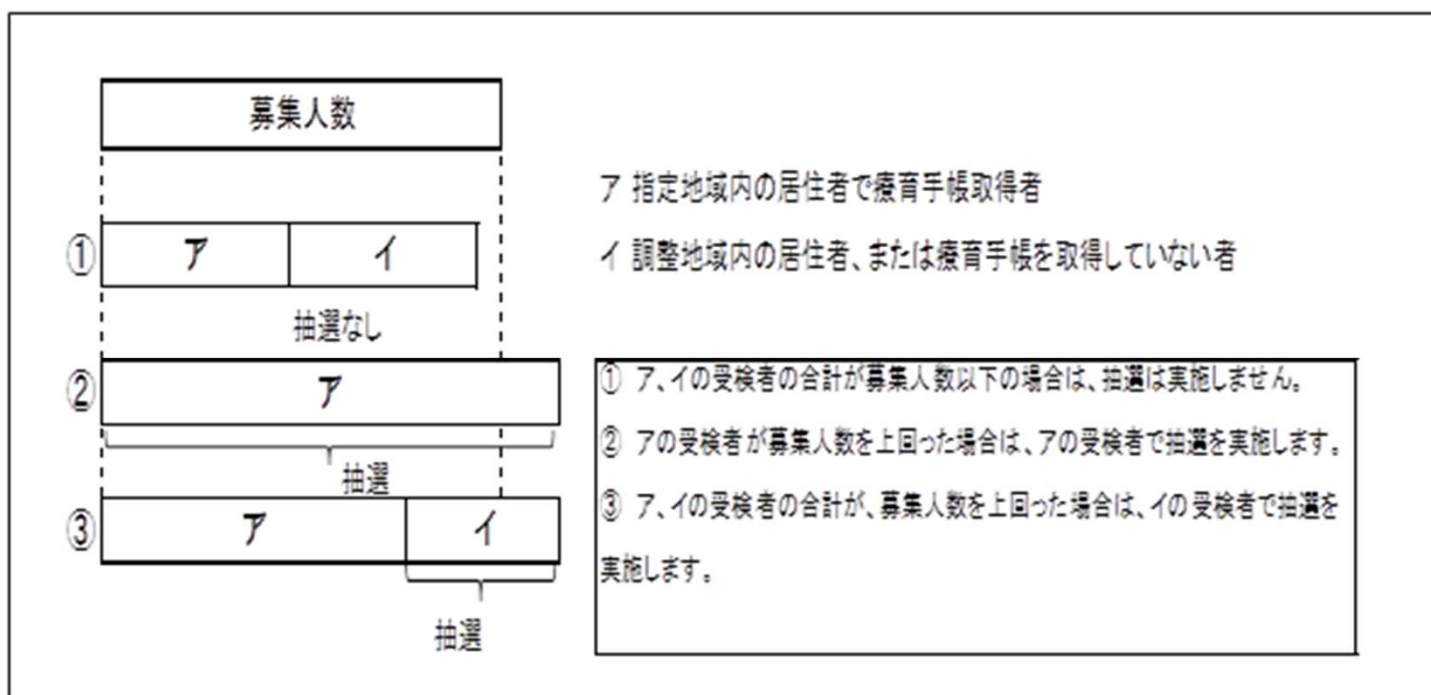 募集人数
ア 指定地域内の居住者で療育手帳取得者
① ア イ
イ 調整地域内の居住者、または療育手帳を取得していない者
抽選なし
② ア
抽選
③ ア イ
抽選
① ア、イの受検者の合計が募集人数以下の場合は、抽選は実施しません。
② アの受検者が募集人数を上回った場合は、アの受検者で抽選を実施します。
③ ア、イの受検者の合計が、募集人数を上回った場合は、イの受検者で抽選を
実施します。